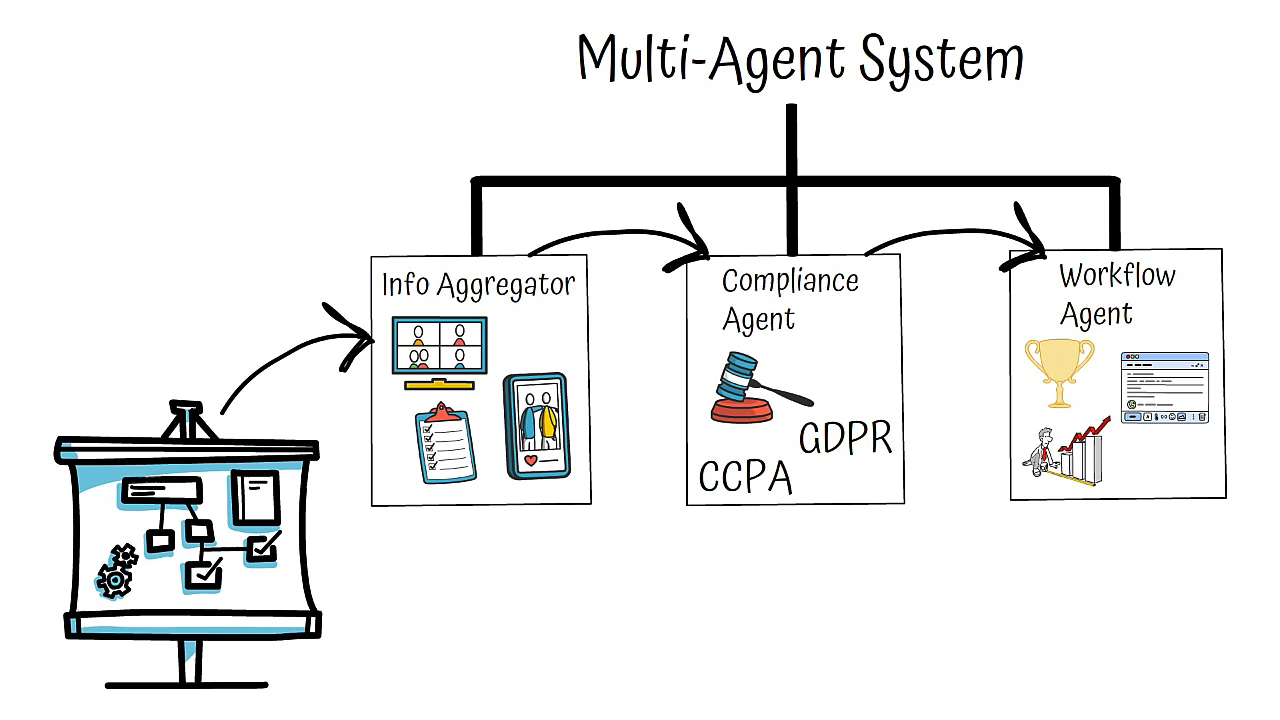 Multi-Agent System
Info Aggregator
Compliance
Agent
GDPR
CCPA
Workflow
Agent